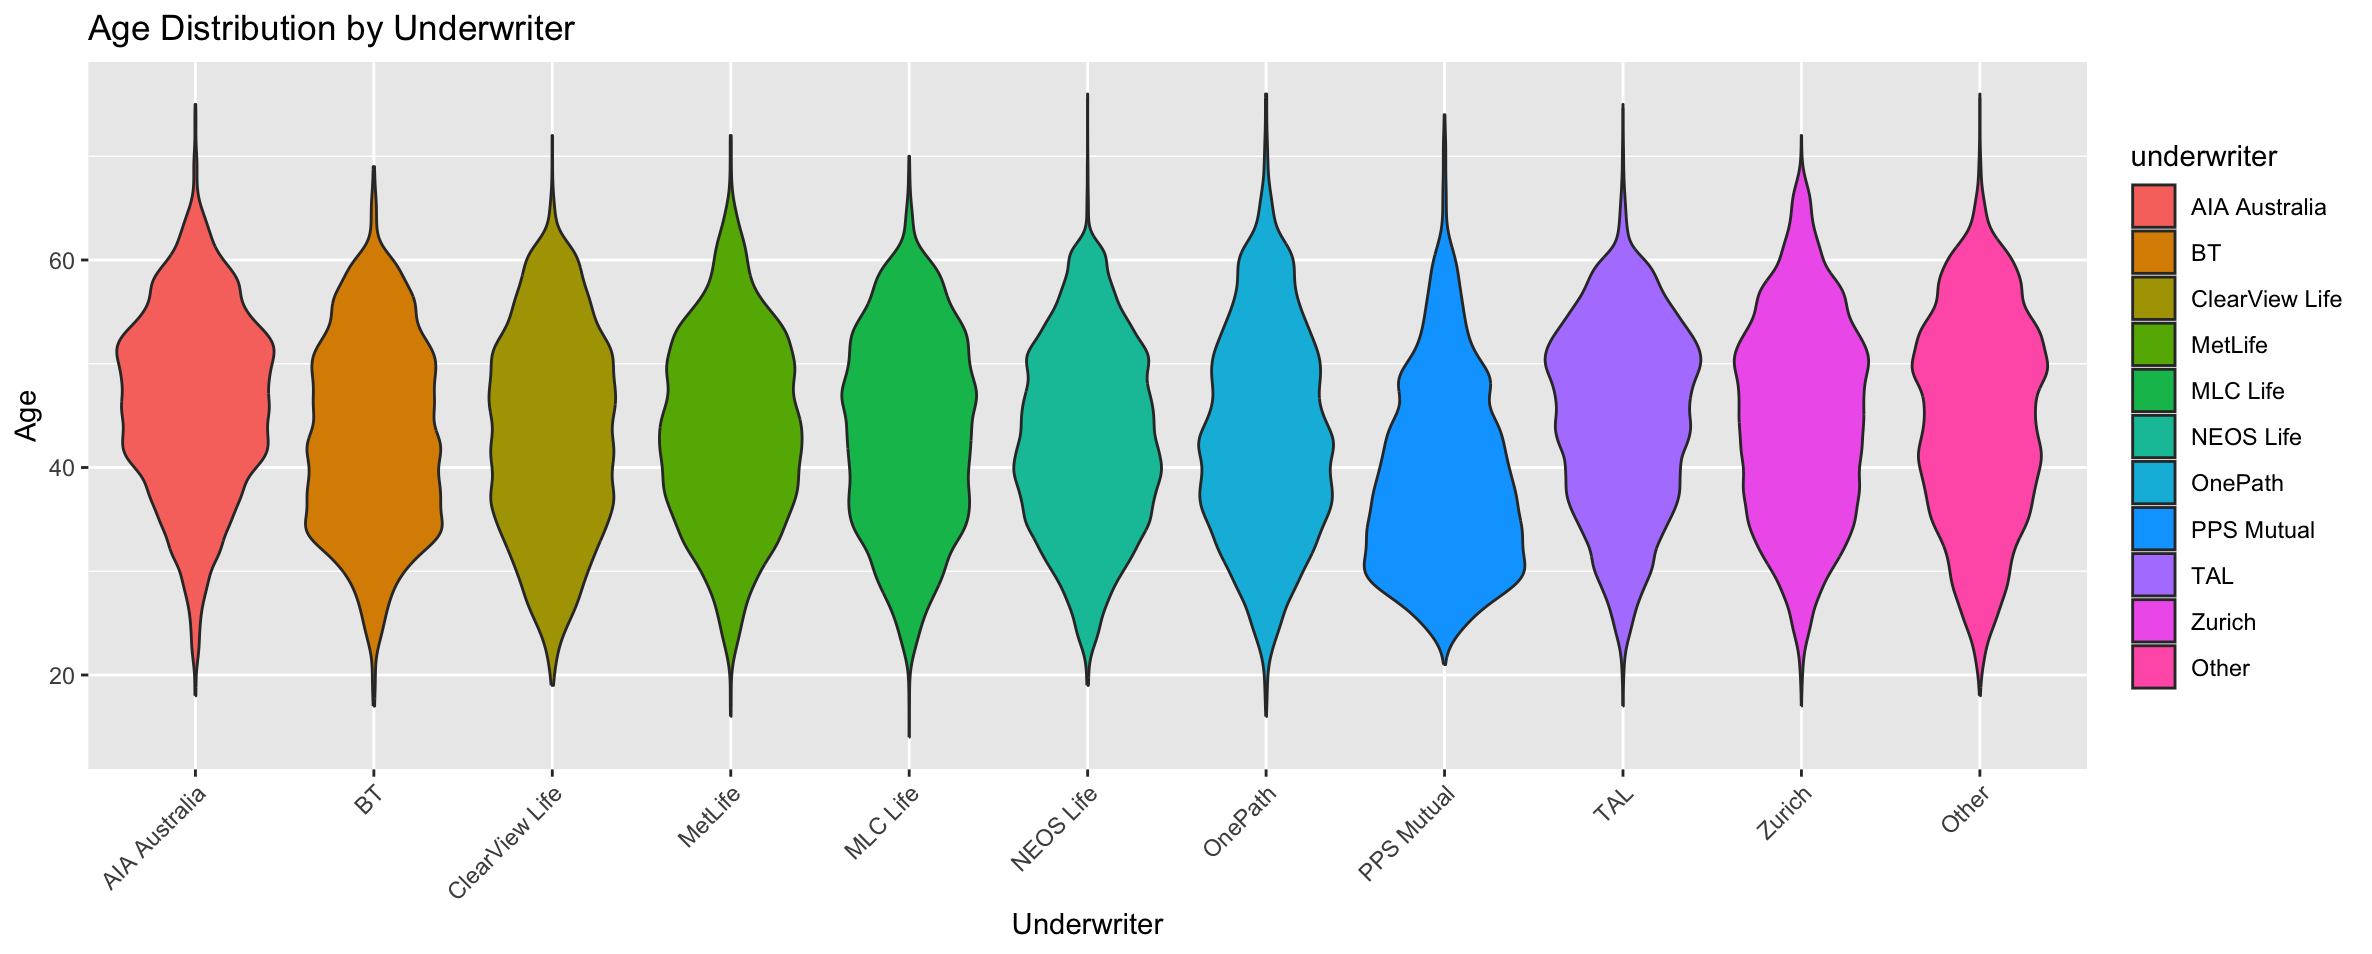 Age Distribution by Underwriter
Age
60
40
20
AIA Australia
BT
ClearView Life
MetLife
MLC Life
NEOS Life
OnePath
PPS Mutual
TAL
Zurich
Other
Underwriter
underwriter
AIA Australia
BT
ClearView Life
MetLife
MLC Life
NEOS Life
OnePath
PPS Mutual
TAL
Zurich
Other